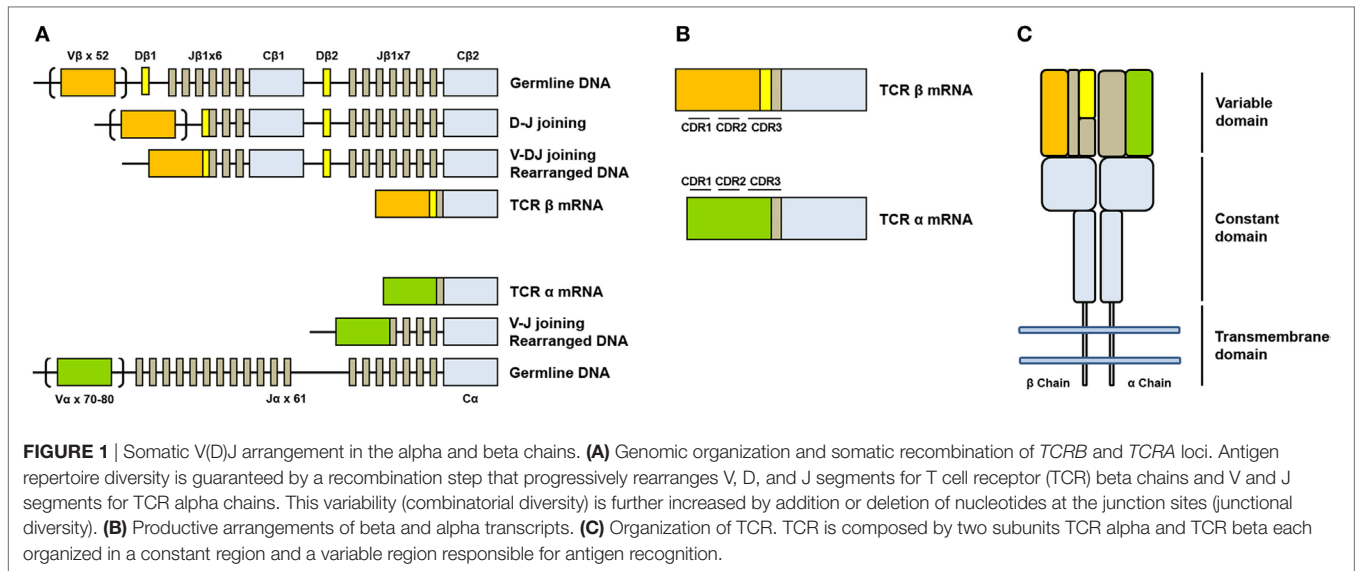 A
Vβ x 52 Dβ1 Jβ1x6 Cβ1 Dβ2 Jβ1x7 Cβ2
Germline DNA
D-J joining
V-DJ joining
Rearranged DNA
TCR β mRNA
TCR α mRNA
V-J joining
Rearranged DNA
Germline DNA
Vα x 70-80 Jα x 61 Cα
B
TCR β mRNA
CDR1 CDR2 CDR3
CDR1 CDR2 CDR3
TCR α mRNA
C
Variable
domain
Constant
domain
Transmembrane
domain
β Chain α Chain
FIGURE 1 | Somatic V(D)J arrangement in the alpha and beta chains. (A) Genomic organization and somatic recombination of TCRB and TCRA loci. Antigen
repertoire diversity is guaranteed by a recombination step that progressively rearranges V, D, and J segments for T cell receptor (TCR) beta chains and V and J
segments for TCR alpha chains. This variability (combinatorial diversity) is further increased by addition or deletion of nucleotides at the junction sites (junctional
diversity). (B) Productive arrangements of beta and alpha transcripts. (C) Organization of TCR. TCR is composed by two subunits TCR alpha and TCR beta each
organized in a constant region and a variable region responsible for antigen recognition.